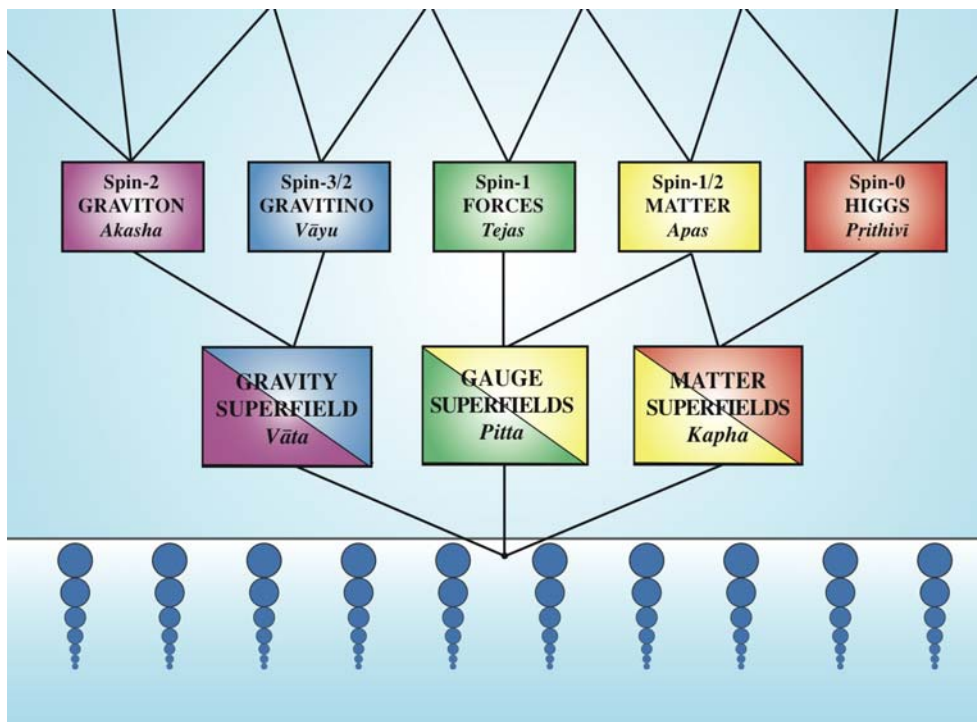 Spin-2
GRAVITON
Akasha
Spin-3/2
GRAVITINO
Vāyu
Spin-1
FORCES
Tejas
Spin-1/2
MATTER
Apas
Spin-0
HIGGS
Pṛithivī
GRAVITY
SUPERFIELD
Vāta
GAUGE
SUPERFIELDS
Pitta
MATTER
SUPERFIELDS
Kapha